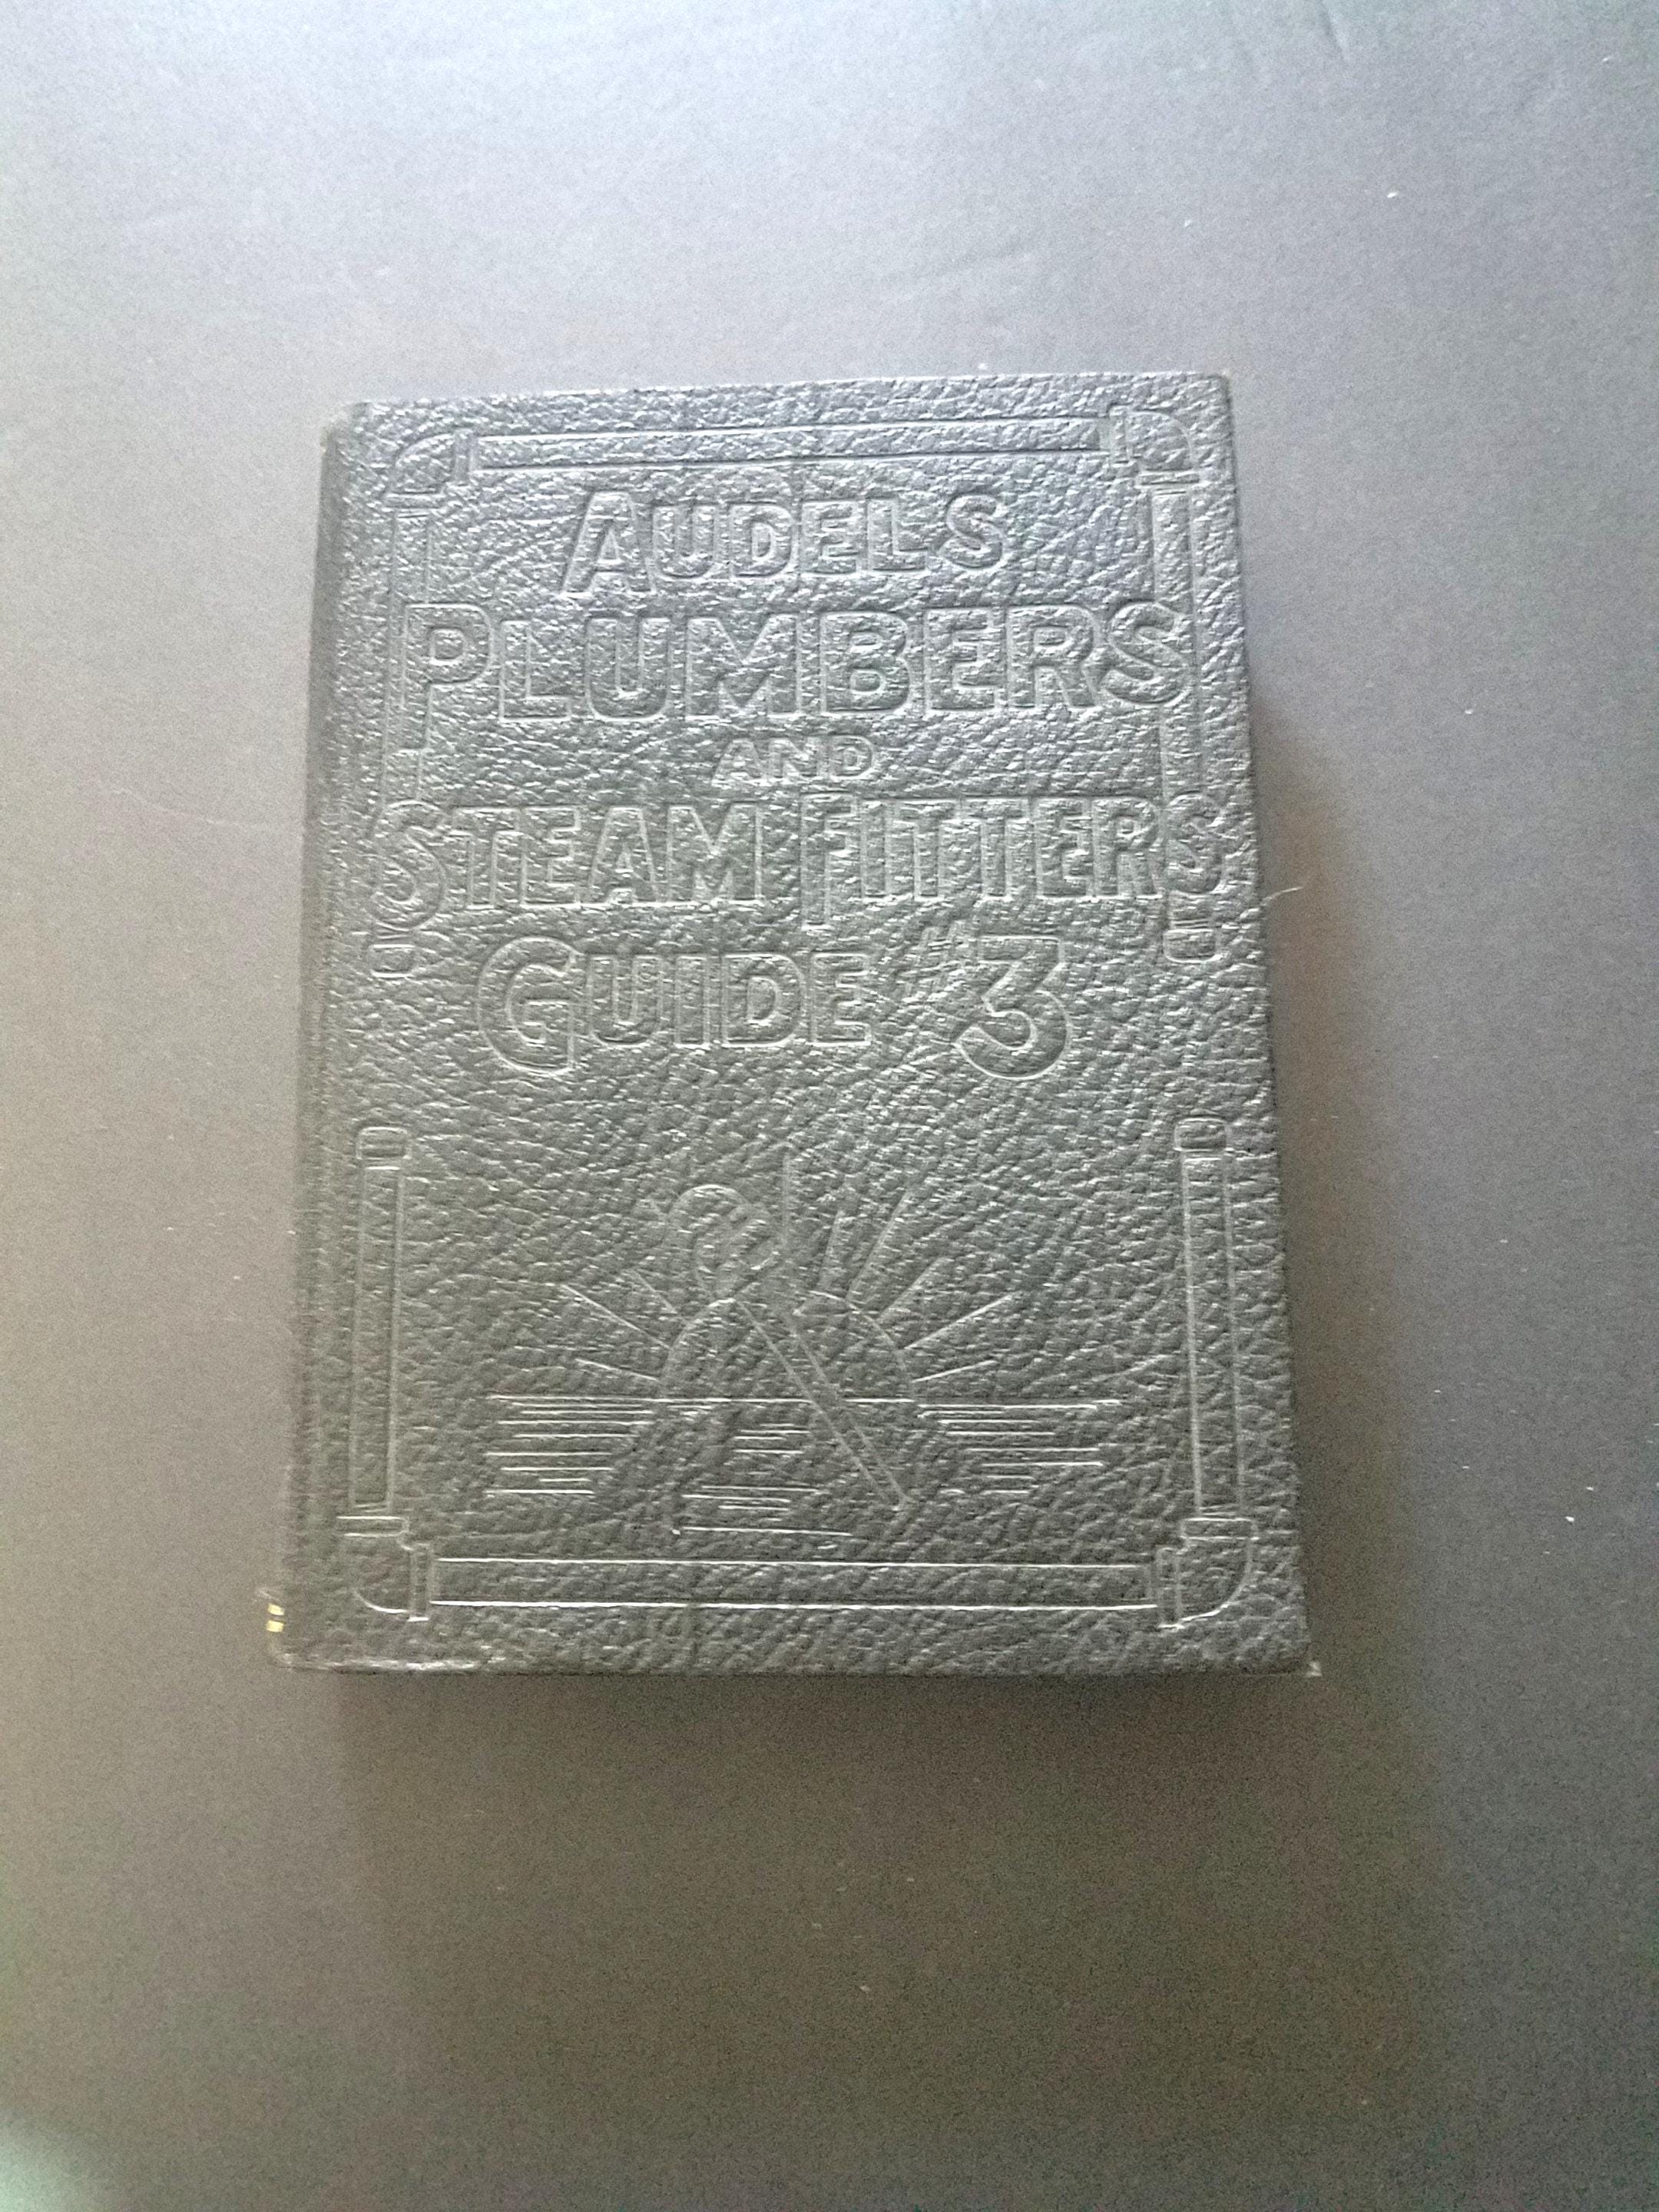 AUDELS
PLUMBERS
AND
STEAM FITTERS
GUIDE #3